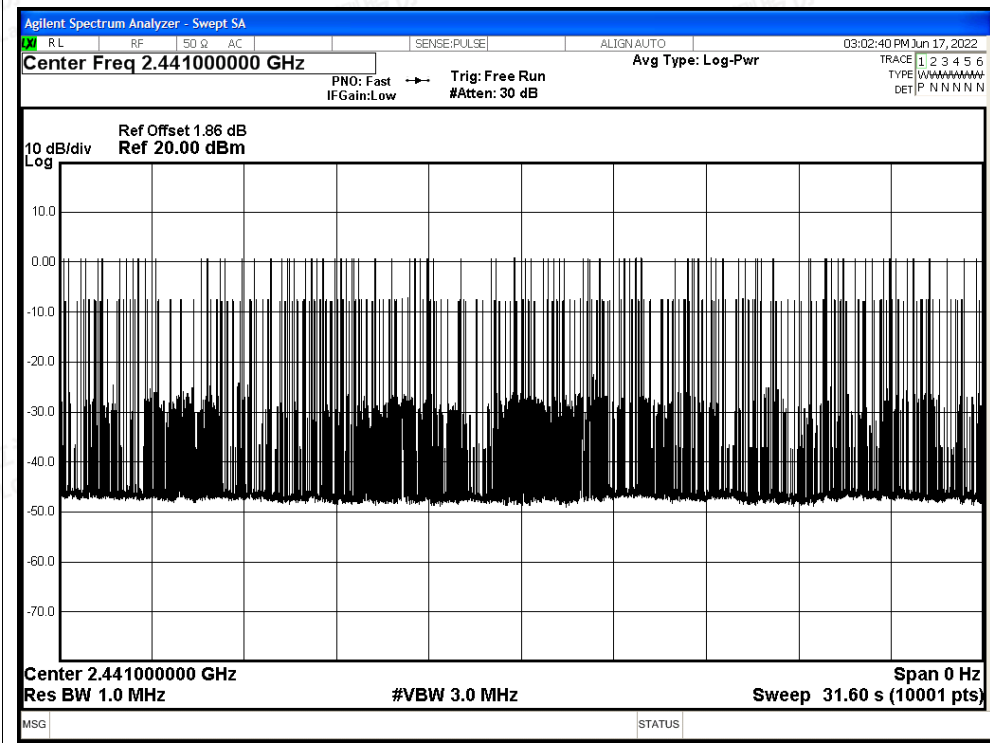 Agilent Spectrum Analyzer - Swept SA
LXI RL RF 50 Ω AC SENSE:PULSE ALIGN AUTO 03:02:40 PM Jun 17, 2022
Center Freq 2.441000000 GHz Avg Type: Log-Pwr TRACE 1 2 3 4 5 6
PNO: Fast Trig: Free Run TYPE WWWWWW
IFGain:Low #Atten: 30 dB DET P N N N N N
Ref Offset 1.86 dB
10 dB/div Ref 20.00 dBm
Log
10.0
0.00
-10.0
-20.0
-30.0
-40.0
-50.0
-60.0
-70.0
Center 2.441000000 GHz Span 0 Hz
Res BW 1.0 MHz #VBW 3.0 MHz Sweep 31.60 s (10001 pts)
MSG STATUS